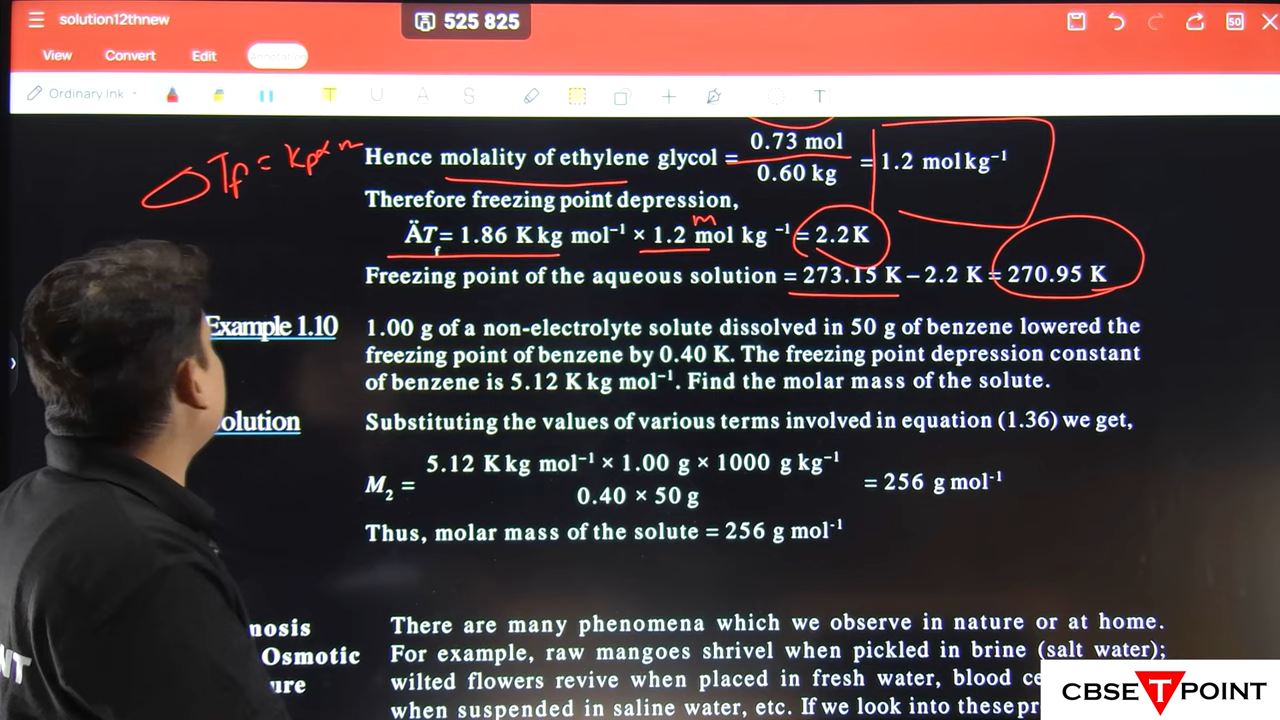 solution12thnew
525 825
50
View Convert Edit Annotation
Ordinary Ink
T U A S T
Hence molality of ethylene glycol = 0.73 mol / 0.60 kg = 1.2 mol kg⁻¹
Therefore freezing point depression,
m
ÄTf = 1.86 K kg mol⁻¹ × 1.2 mol kg ⁻¹ = 2.2 K
Freezing point of the aqueous solution = 273.15 K – 2.2 K = 270.95 K
Example 1.10
1.00 g of a non-electrolyte solute dissolved in 50 g of benzene lowered the
freezing point of benzene by 0.40 K. The freezing point depression constant
of benzene is 5.12 K kg mol⁻¹. Find the molar mass of the solute.
olution
Substituting the values of various terms involved in equation (1.36) we get,
M₂ = 5.12 K kg mol⁻¹ × 1.00 g × 1000 g kg⁻¹ / 0.40 × 50 g = 256 g mol⁻¹
Thus, molar mass of the solute = 256 g mol⁻¹
nosis
Osmotic
ure
There are many phenomena which we observe in nature or at home.
For example, raw mangoes shrivel when pickled in brine (salt water);
wilted flowers revive when placed in fresh water, blood ce
when suspended in saline water, etc. If we look into these pr
NT
CBSE POINT